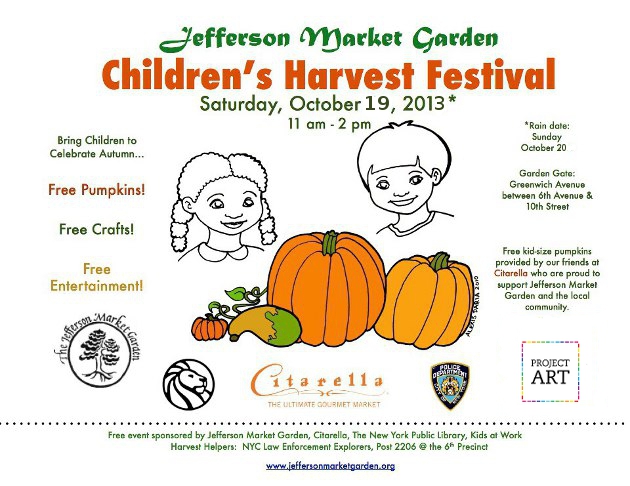 Jefferson Market Garden
Children's Harvest Festival
Saturday, October 19, 2013*
11 am - 2 pm
Bring Children to
Celebrate Autumn...
Free Pumpkins!
Free Crafts!
Free
Entertainment!
*Rain date:
Sunday
October 20
Garden Gate:
Greenwich Avenue
between 6th Avenue &
10th Street
Free kid-size pumpkins
provided by our friends at
Citarella who are proud to
support Jefferson Market
Garden and the local
community.
ALEXIS PARRA 2010
The Jefferson Market Garden
Citarella
THE ULTIMATE GOURMET MARKET
POLICE
DEPARTMENT
PROJECT
ART
Free event sponsored by Jefferson Market Garden, Citarella, The New York Public Library, Kids at Work
Harvest Helpers: NYC Law Enforcement Explorers, Post 2206 @ the 6th Precinct
www.jeffersonmarketgarden.org